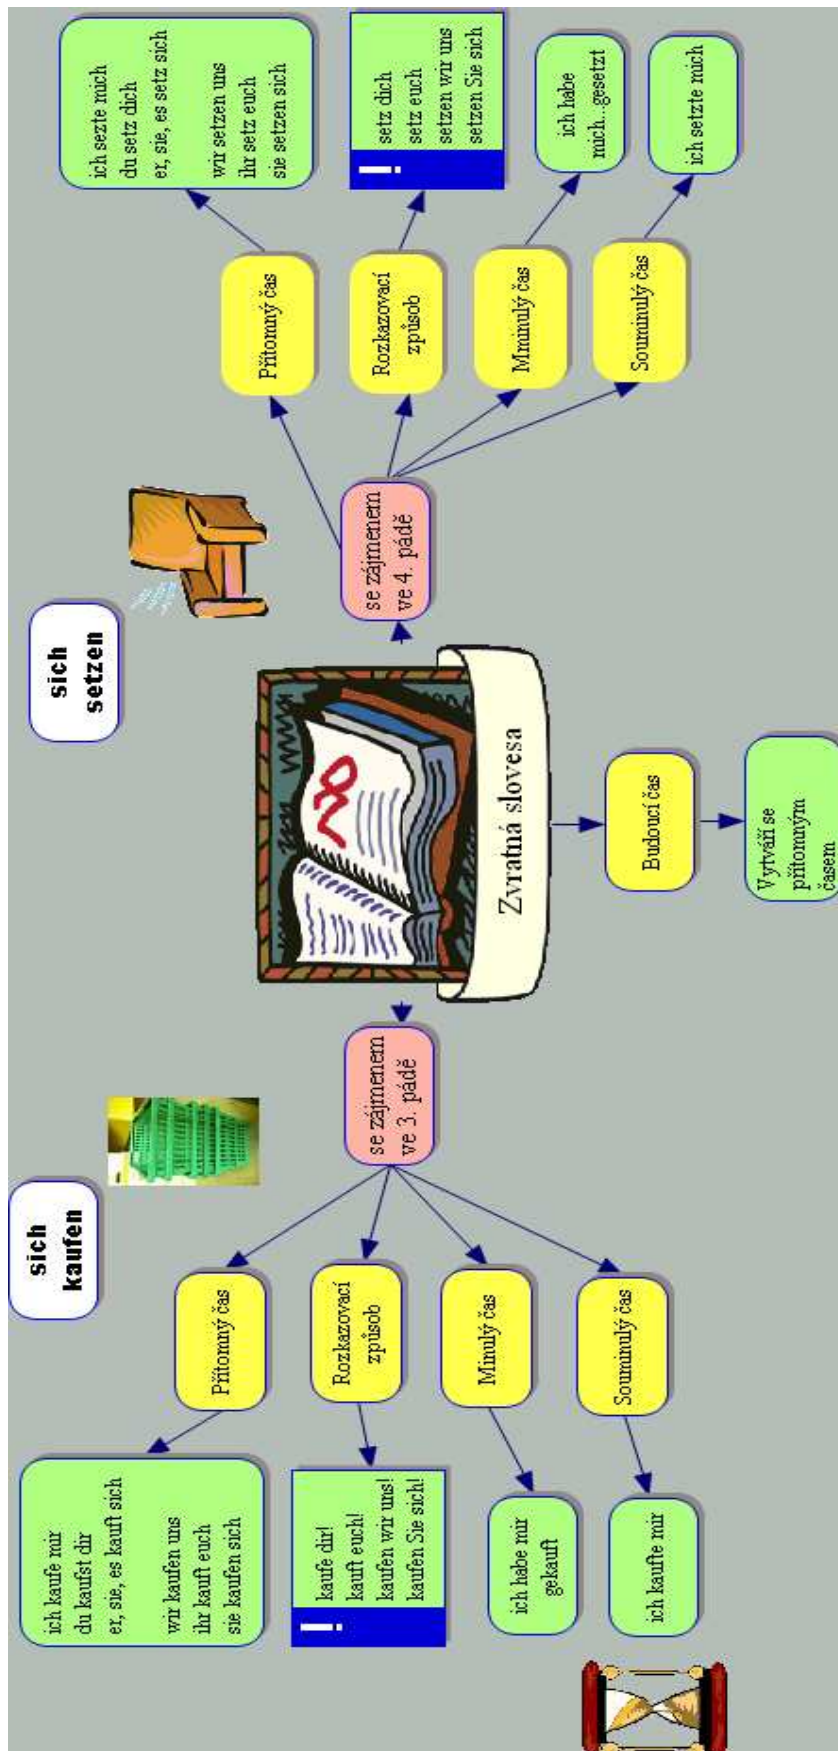 sich
kaufen
sich
setzen
ich kaufe mir
du kaufst dir
er, sie, es kauft sich
wir kaufen uns
ihr kauft euch
sie kaufen sich
Přítomný čas
kaufe dir!
kauft euch!
kaufen wir uns!
kaufen Sie sich!
!
Rozkazovací
způsob
ich habe mir
gekauft
Minulý čas
ich kaufte mir
Souminulý čas
se zájmenem
ve 3. pádě
Zvratná slovesa
Budoucí čas
Vytváří se
přítomným
časem
se zájmenem
ve 4. pádě
Přítomný čas
ich sezte mich
du setz dich
er, sie, es setz sich
wir setzen uns
ihr setz euch
sie setzen sich
Rozkazovací
způsob
!
setz dich
setz euch
setzen wir uns
setzen Sie sich
Mminulý čas
ich habe
mich...gesetzt
Souminulý čas
ich setzte mich